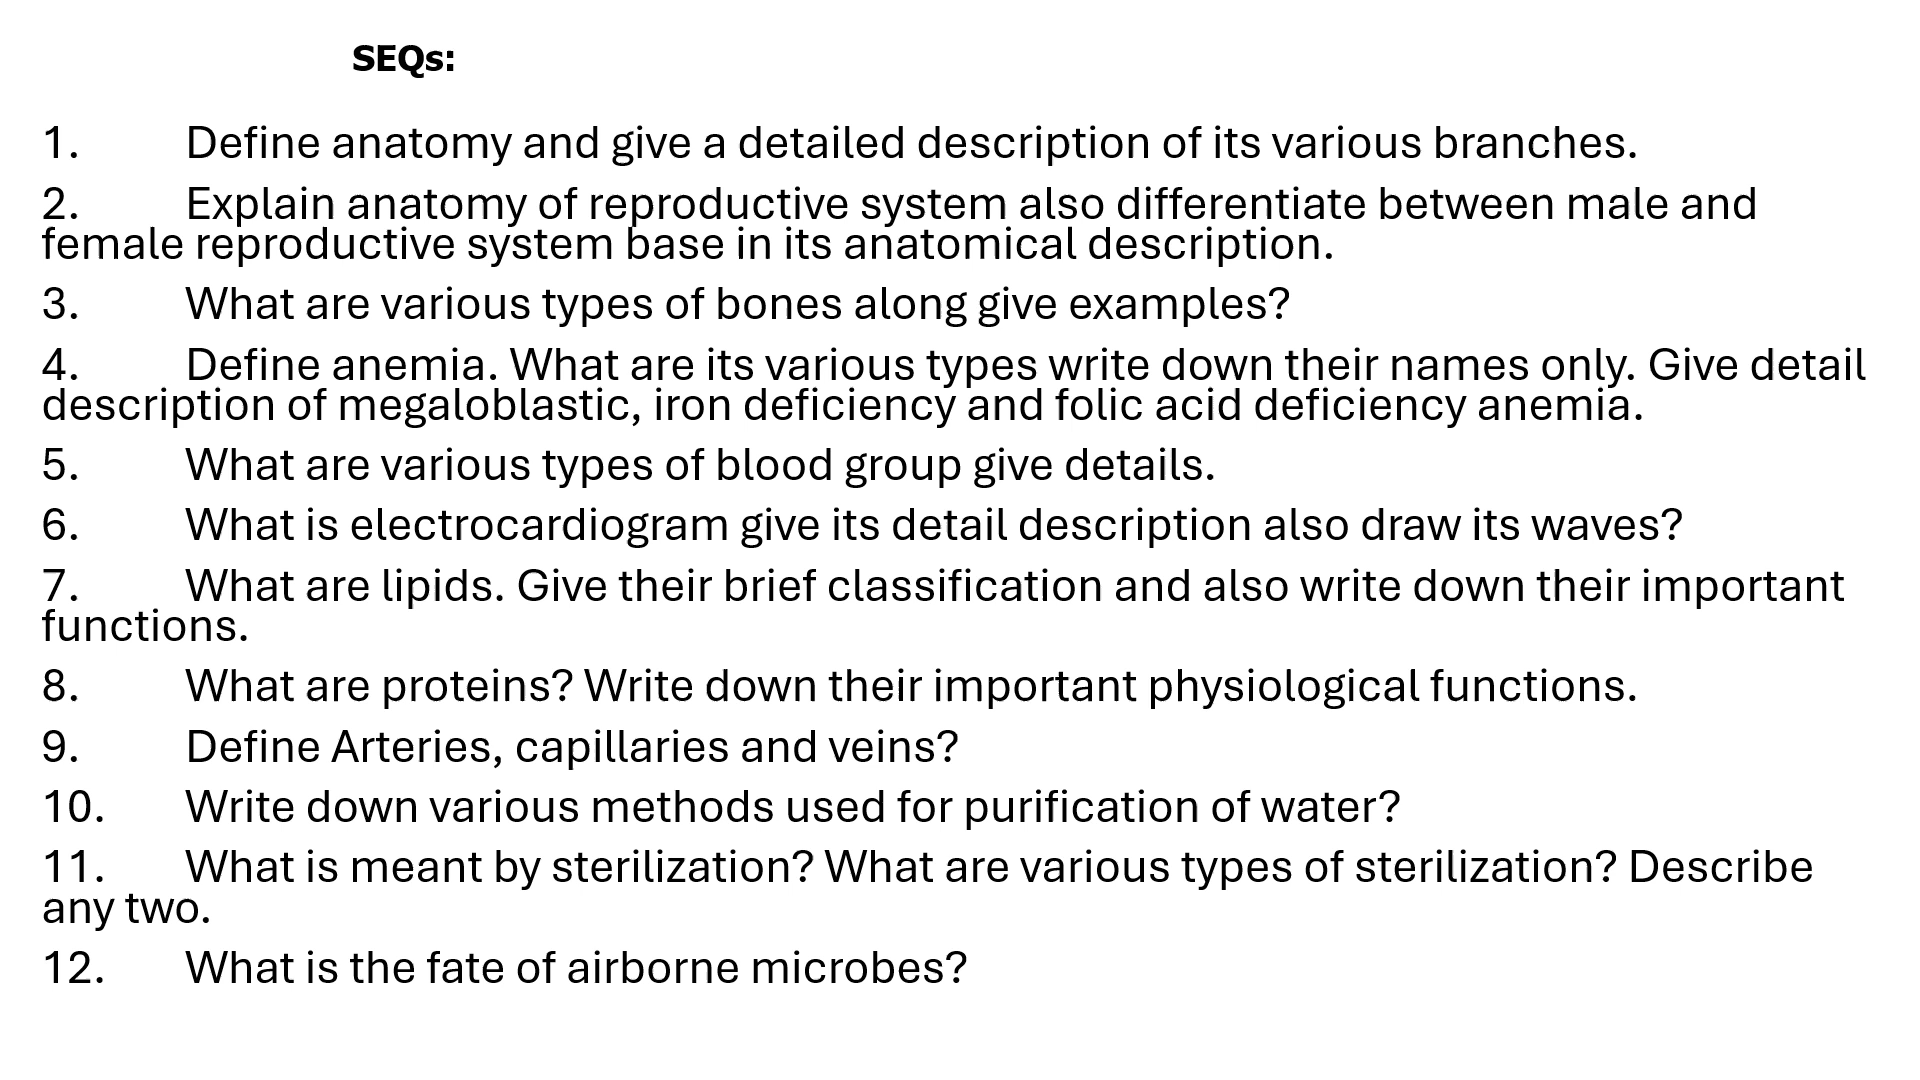 SEQs:
1. Define anatomy and give a detailed description of its various branches.
2. Explain anatomy of reproductive system also differentiate between male and
female reproductive system base in its anatomical description.
3. What are various types of bones along give examples?
4. Define anemia. What are its various types write down their names only. Give detail
description of megaloblastic, iron deficiency and folic acid deficiency anemia.
5. What are various types of blood group give details.
6. What is electrocardiogram give its detail description also draw its waves?
7. What are lipids. Give their brief classification and also write down their important
functions.
8. What are proteins? Write down their important physiological functions.
9. Define Arteries, capillaries and veins?
10. Write down various methods used for purification of water?
11. What is meant by sterilization? What are various types of sterilization? Describe
any two.
12. What is the fate of airborne microbes?